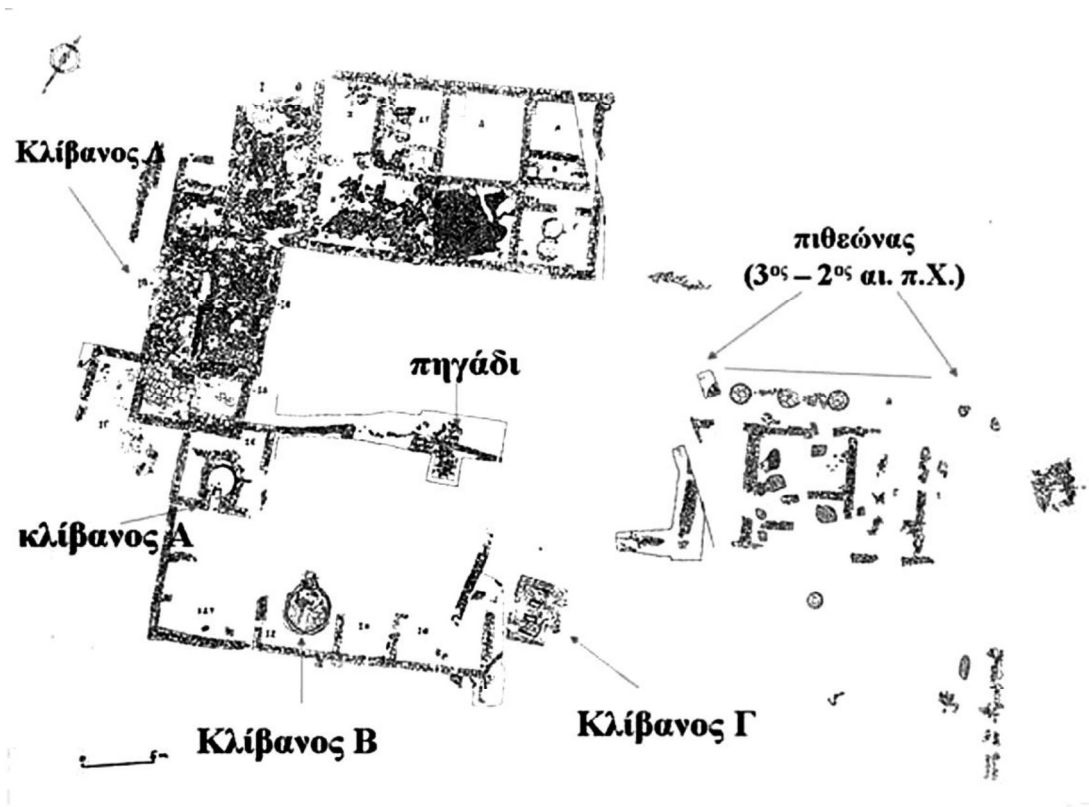 Κλίβανος Δ
πιθεώνας
(3ος – 2ος αι. π.Χ.)
πηγάδι
κλίβανος Α
Κλίβανος Β
Κλίβανος Γ